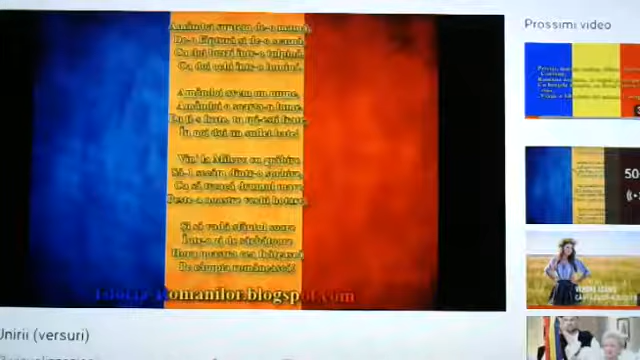 Amândoi suntem de-o mamă,
De-o făptură și de-o seamă,
Ca doi brazi într-o tulpină,
Ca doi ochi într-o lumină.
Amândoi avem un nume,
Amândoi o soartă-n lume,
Eu ți-s frate, tu mi-ești frate,
În noi doi un suflet bate!
Vin' la Milcov cu grăbire
Să-l secăm dintr-o sorbire,
Ca să treacă drumul mare
Peste-a noastre vechi hotare,
Și să vadă sfântul soare
Într-o zi de sărbătoare
Hora noastră cea frățească
Pe câmpia românească!
istoria-romanilor.blogspot.com
Unirii (versuri)
Prossimi video
50+